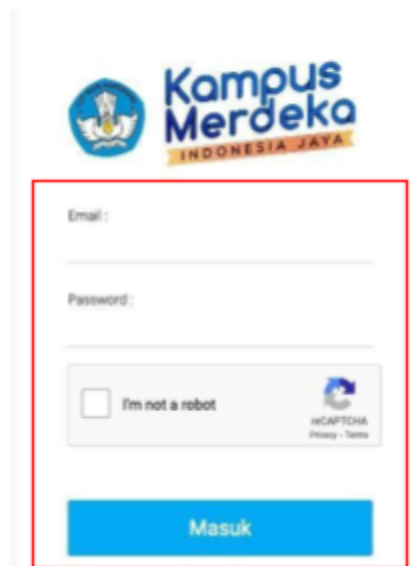 Kampus
Merdeka
INDONESIA JAYA
Email :
Password :
I'm not a robot
reCAPTCHA
Privacy - Terms
Masuk